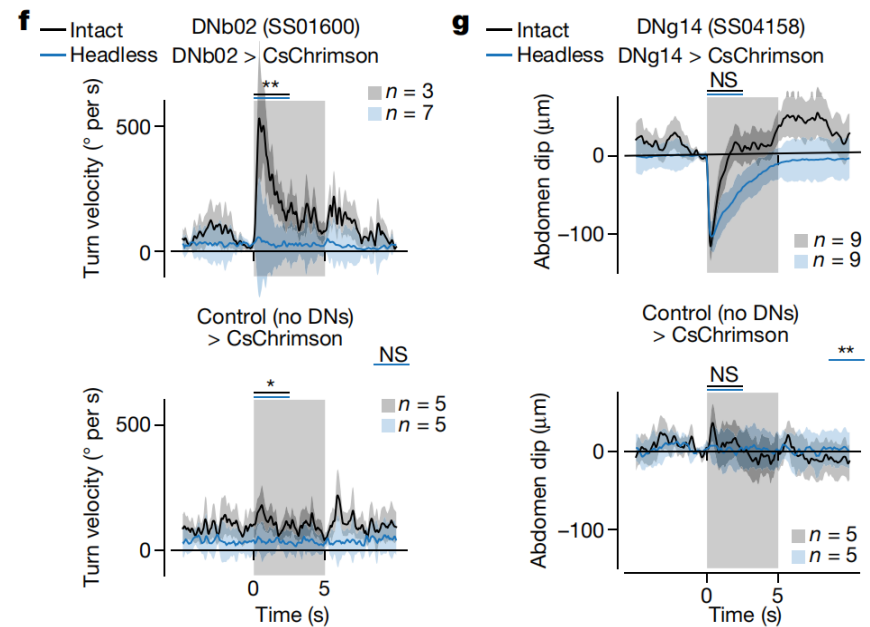 f
Intact
Headless
DNb02 (SS01600)
DNb02 > CsChrimson
**
n = 3
n = 7
Turn velocity (° per s)
500
0
Control (no DNs)
> CsChrimson
NS
*
n = 5
n = 5
Turn velocity (° per s)
500
0
0
5
Time (s)
g
Intact
Headless
DNg14 (SS04158)
DNg14 > CsChrimson
NS
Abdomen dip (μm)
0
−100
n = 9
n = 9
Control (no DNs)
> CsChrimson
**
NS
Abdomen dip (μm)
0
−100
n = 5
n = 5
0
5
Time (s)